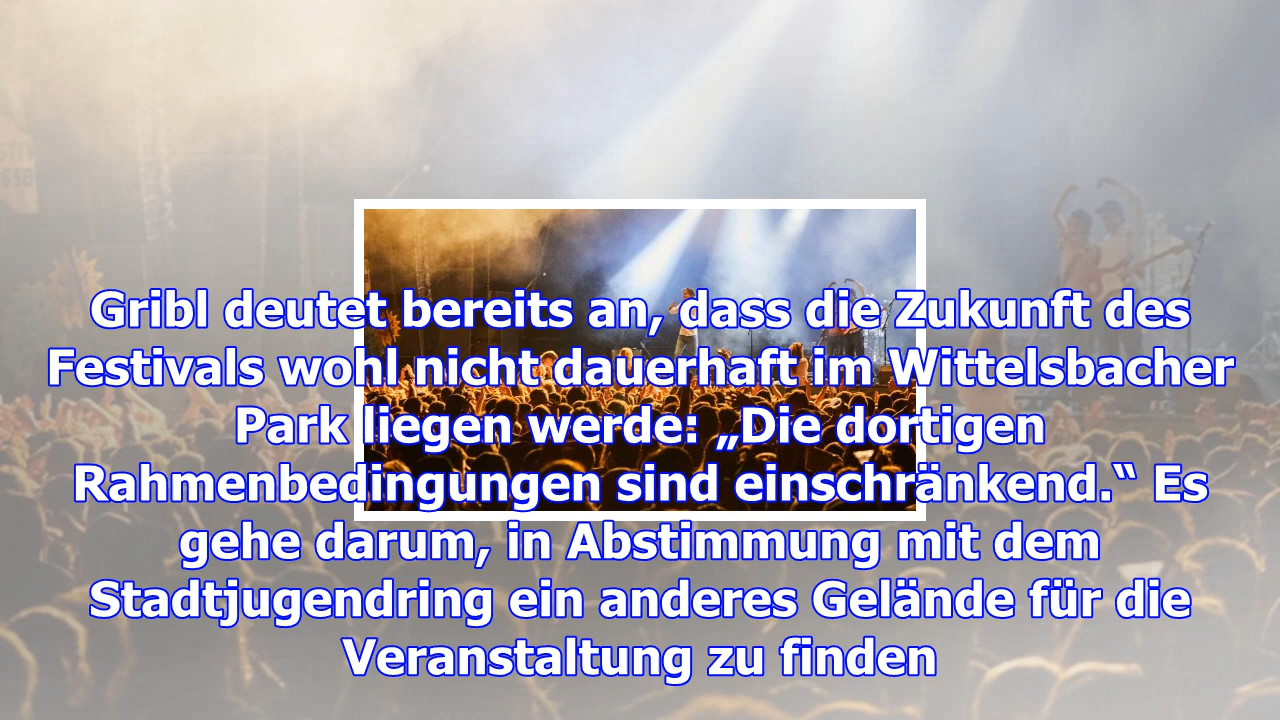 Gribl deutet bereits an, dass die Zukunft des
Festivals wohl nicht dauerhaft im Wittelsbacher
Park liegen werde: „Die dortigen
Rahmenbedingungen sind einschränkend.“ Es
gehe darum, in Abstimmung mit dem
Stadtjugendring ein anderes Gelände für die
Veranstaltung zu finden